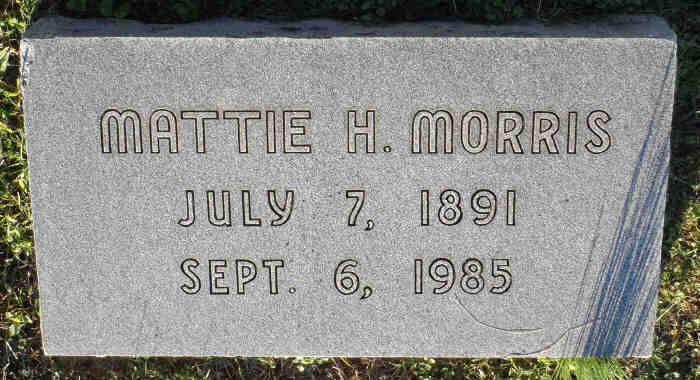 MATTIE H. MORRIS
JULY 7, 1891
SEPT. 6, 1985